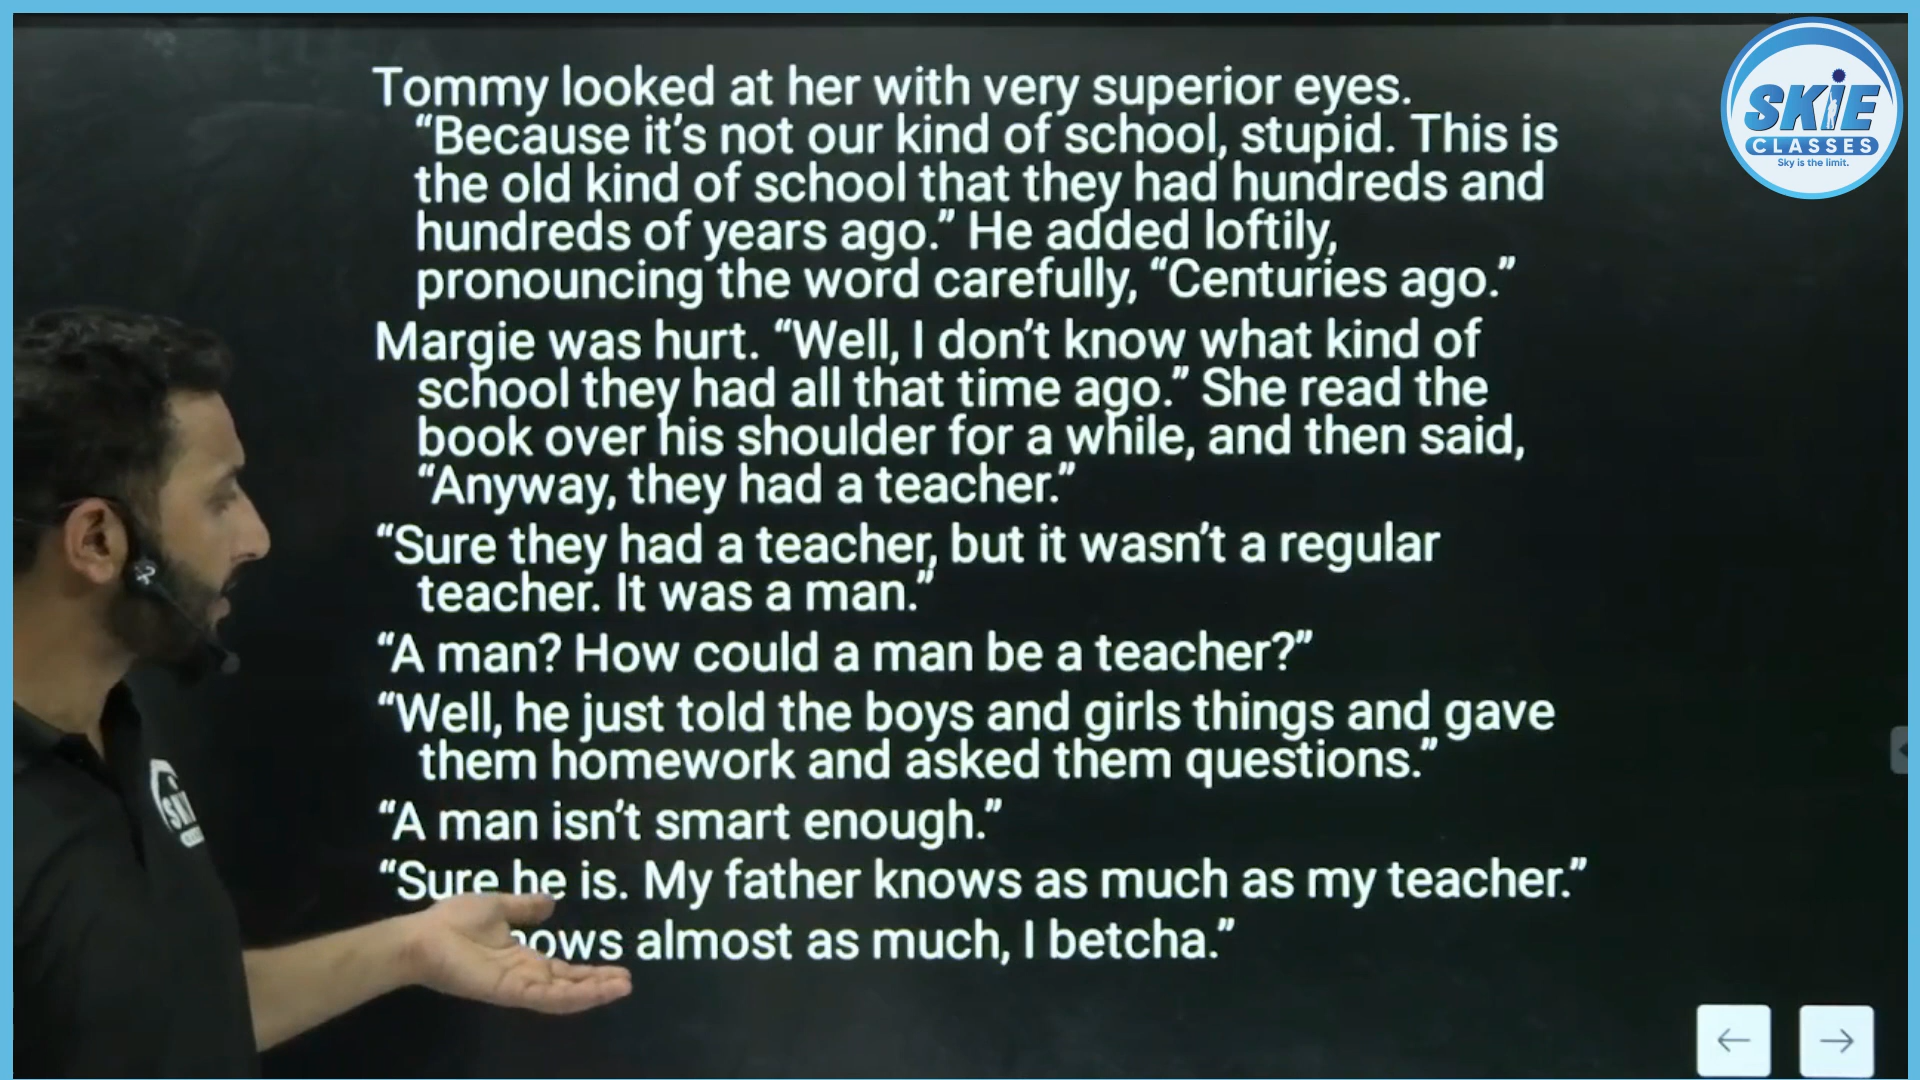 Tommy looked at her with very superior eyes.
“Because it’s not our kind of school, stupid. This is
the old kind of school that they had hundreds and
hundreds of years ago.” He added loftily,
pronouncing the word carefully, “Centuries ago.”
Margie was hurt. “Well, I don’t know what kind of
school they had all that time ago.” She read the
book over his shoulder for a while, and then said,
“Anyway, they had a teacher.”
“Sure they had a teacher, but it wasn’t a regular
teacher. It was a man.”
“A man? How could a man be a teacher?”
“Well, he just told the boys and girls things and gave
them homework and asked them questions.”
“A man isn’t smart enough.”
“Sure he is. My father knows as much as my teacher.”
almost as much, I betcha.”
SKIE
CLASSES
Sky is the limit.